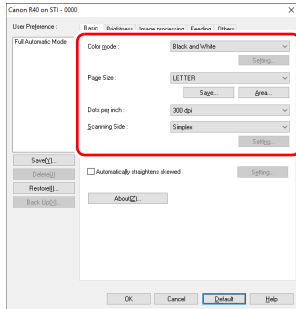 Canon R40 on STI - 0000
User Preference :
Full Automatic Mode
Save(Y)...
Delete(J)
Restore(I)...
Back Up(S)...
Basic Brightness Image processing Feeding Others
Color mode : Black and White
Setting...
Page Size : LETTER
Save... Area...
Dots per inch : 300 dpi
Scanning Side : Simplex
Setting...
Automatically straightens skewed Setting...
About(Z)...
OK Cancel Default Help